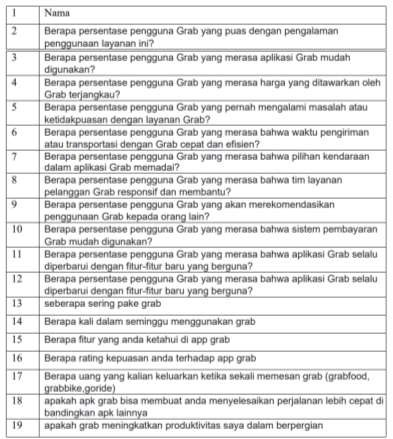 1 Nama
2 Berapa persentase pengguna Grab yang puas dengan pengalaman
penggunaan layanan ini?
3 Berapa persentase pengguna Grab yang merasa aplikasi Grab mudah
digunakan?
4 Berapa persentase pengguna Grab yang merasa harga yang ditawarkan oleh
Grab terjangkau?
5 Berapa persentase pengguna Grab yang pernah mengalami masalah atau
ketidakpuasan dengan layanan Grab?
6 Berapa persentase pengguna Grab yang merasa bahwa waktu pengiriman
atau transportasi dengan Grab cepat dan efisien?
7 Berapa persentase pengguna Grab yang merasa bahwa pilihan kendaraan
dalam aplikasi Grab memadai?
8 Berapa persentase pengguna Grab yang merasa bahwa tim layanan
pelanggan Grab responsif dan membantu?
9 Berapa persentase pengguna Grab yang akan merekomendasikan
penggunaan Grab kepada orang lain?
10 Berapa persentase pengguna Grab yang merasa bahwa sistem pembayaran
Grab mudah digunakan?
11 Berapa persentase pengguna Grab yang merasa bahwa aplikasi Grab selalu
diperbarui dengan fitur-fitur baru yang berguna?
12 Berapa persentase pengguna Grab yang merasa bahwa aplikasi Grab selalu
diperbarui dengan fitur-fitur baru yang berguna?
13 seberapa sering pake grab
14 Berapa kali dalam seminggu menggunakan grab
15 Berapa fitur yang anda ketahui di app grab
16 Berapa rating kepuasan anda terhadap app grab
17 Berapa uang yang kalian keluarkan ketika sekali memesan grab (grabfood,
grabbike,goride)
18 apakah apk grab bisa membuat anda menyelesaikan perjalanan lebih cepat di
bandingkan apk lainnya
19 apakah grab meningkatkan produktivitas saya dalam berpergian